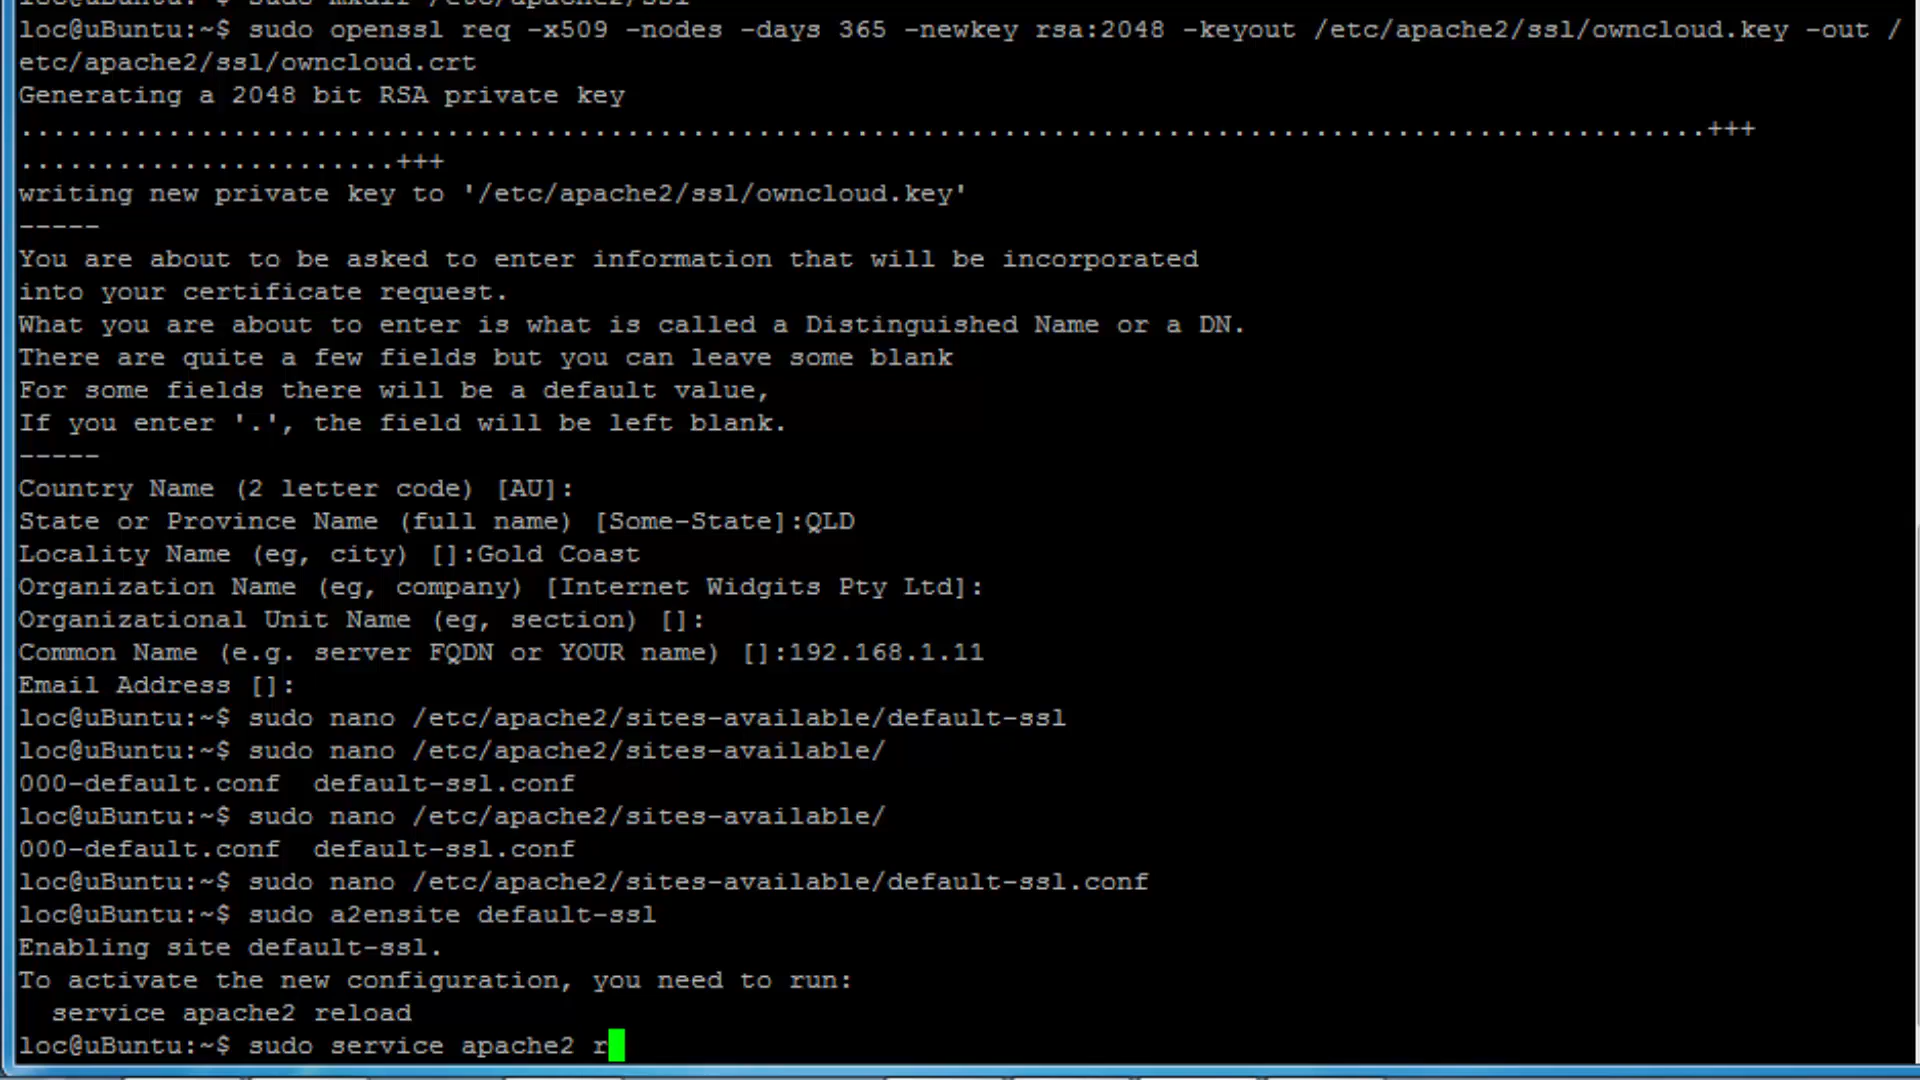 loc@uBuntu:~$ sudo mkdir /etc/apache2/ssl
loc@uBuntu:~$ sudo openssl req -x509 -nodes -days 365 -newkey rsa:2048 -keyout /etc/apache2/ssl/owncloud.key -out /
etc/apache2/ssl/owncloud.crt
Generating a 2048 bit RSA private key
.......................................................................................................+++
.......................+++
writing new private key to '/etc/apache2/ssl/owncloud.key'
-----
You are about to be asked to enter information that will be incorporated
into your certificate request.
What you are about to enter is what is called a Distinguished Name or a DN.
There are quite a few fields but you can leave some blank
For some fields there will be a default value,
If you enter '.', the field will be left blank.
-----
Country Name (2 letter code) [AU]:
State or Province Name (full name) [Some-State]:QLD
Locality Name (eg, city) []:Gold Coast
Organization Name (eg, company) [Internet Widgits Pty Ltd]:
Organizational Unit Name (eg, section) []:
Common Name (e.g. server FQDN or YOUR name) []:192.168.1.11
Email Address []:
loc@uBuntu:~$ sudo nano /etc/apache2/sites-available/default-ssl
loc@uBuntu:~$ sudo nano /etc/apache2/sites-available/
000-default.conf  default-ssl.conf
loc@uBuntu:~$ sudo nano /etc/apache2/sites-available/
000-default.conf  default-ssl.conf
loc@uBuntu:~$ sudo nano /etc/apache2/sites-available/default-ssl.conf
loc@uBuntu:~$ sudo a2ensite default-ssl
Enabling site default-ssl.
To activate the new configuration, you need to run:
  service apache2 reload
loc@uBuntu:~$ sudo service apache2 r